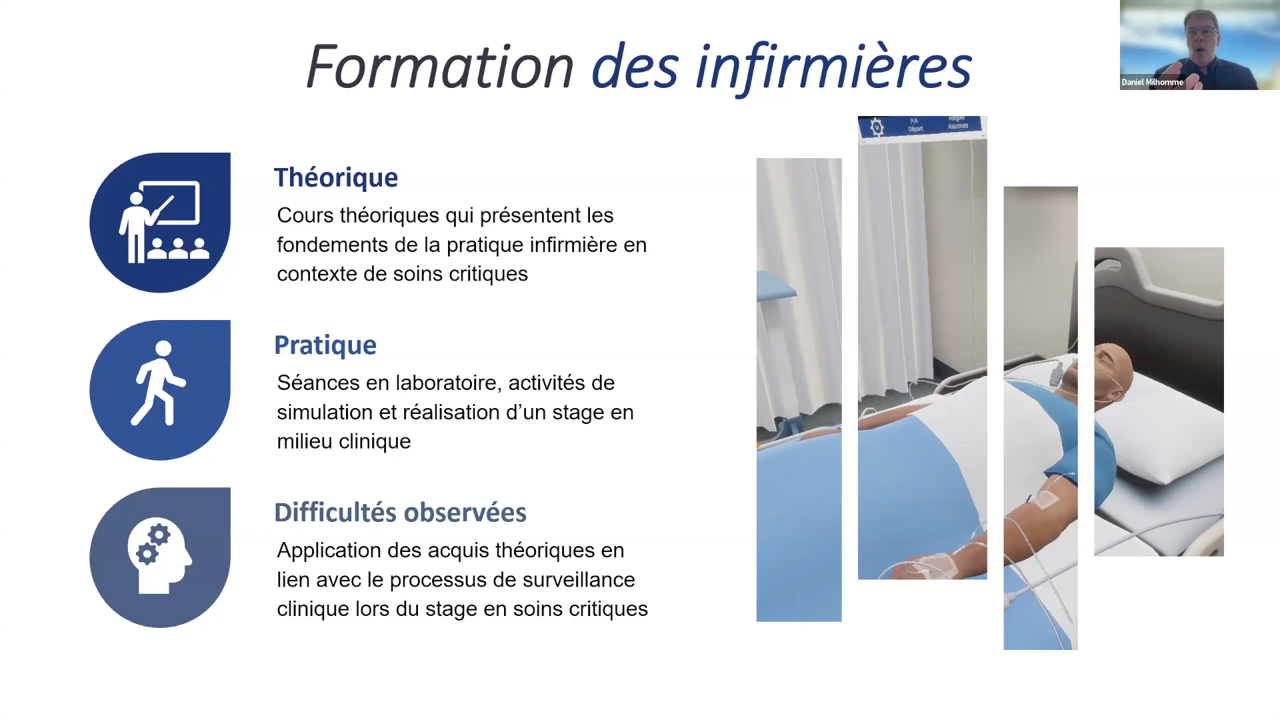 Formation des infirmières
Daniel Milhomme
Théorique
Cours théoriques qui présentent les
fondements de la pratique infirmière en
contexte de soins critiques
Pratique
Séances en laboratoire, activités de
simulation et réalisation d’un stage en
milieu clinique
Difficultés observées
Application des acquis théoriques en
lien avec le processus de surveillance
clinique lors du stage en soins critiques
P.A
Départ
Alarmes